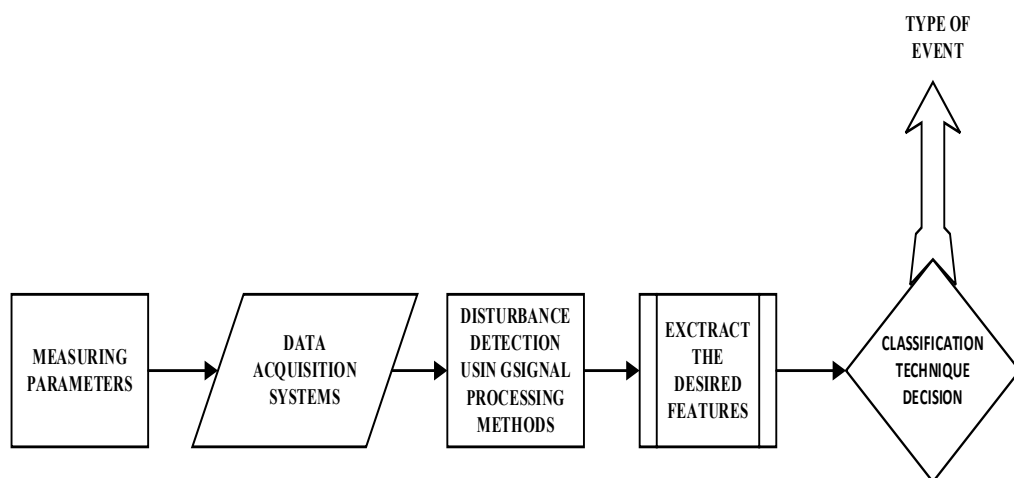 TYPE OF
EVENT
MEASURING
PARAMETERS
DATA
ACQUISITION
SYSTEMS
DISTURBANCE
DETECTION
USIN GSIGNAL
PROCESSING
METHODS
EXCTRACT
THE
DESIRED
FEATURES
CLASSIFICATION
TECHNIQUE
DECISION